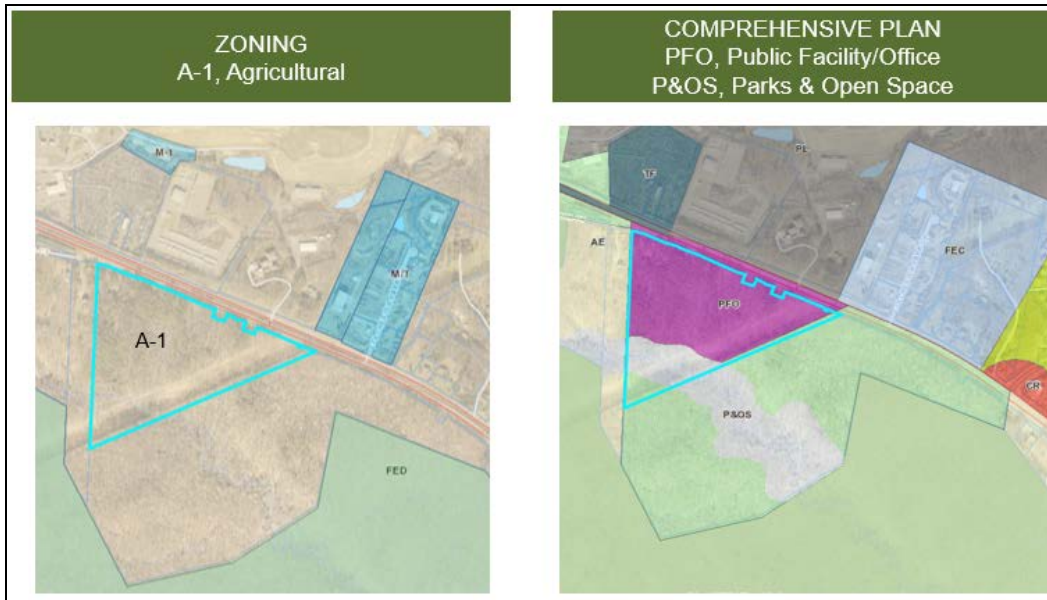 ZONING
A-1, Agricultural
COMPREHENSIVE PLAN
PFO, Public Facility/Office
P&OS, Parks & Open Space
M-1
M-1
A-1
FED
PL
TF
AE
FEC
PFO
CR
P&OS